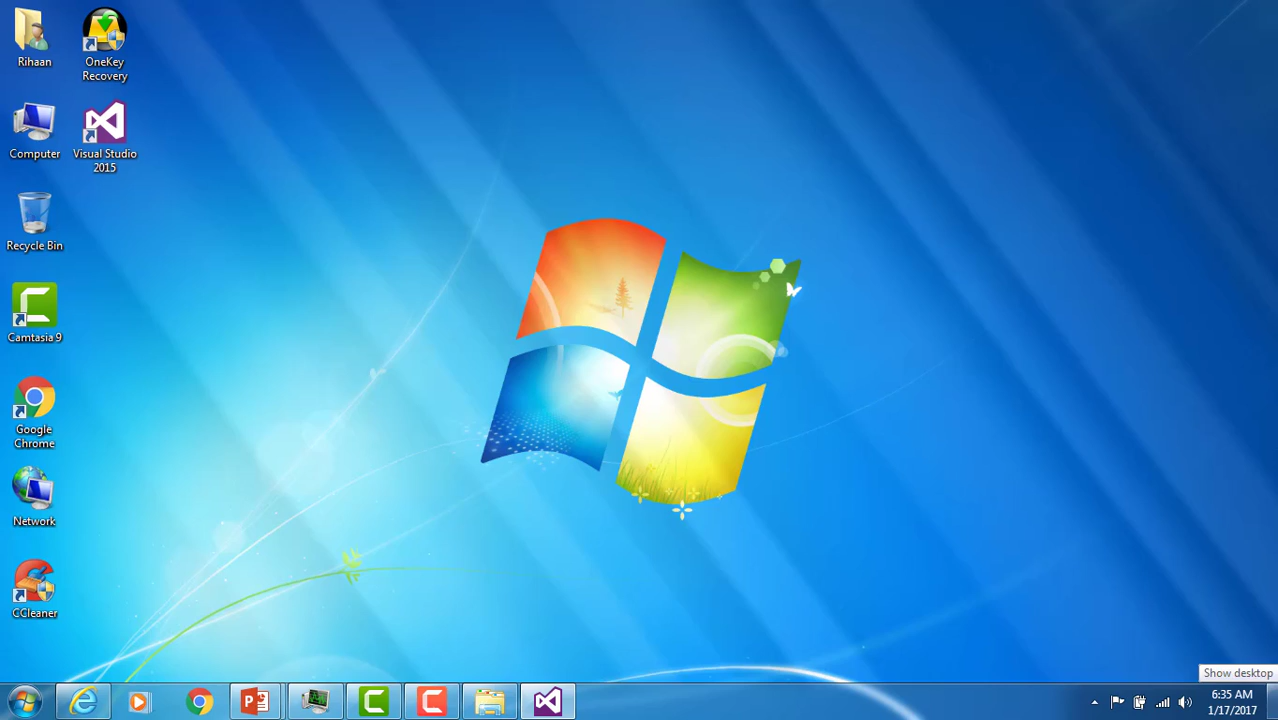 Rihaan
OneKey
Recovery
Computer
Visual Studio
2015
Recycle Bin
Camtasia 9
Google
Chrome
Network
CCleaner
Show desktop
6:35 AM
1/17/2017